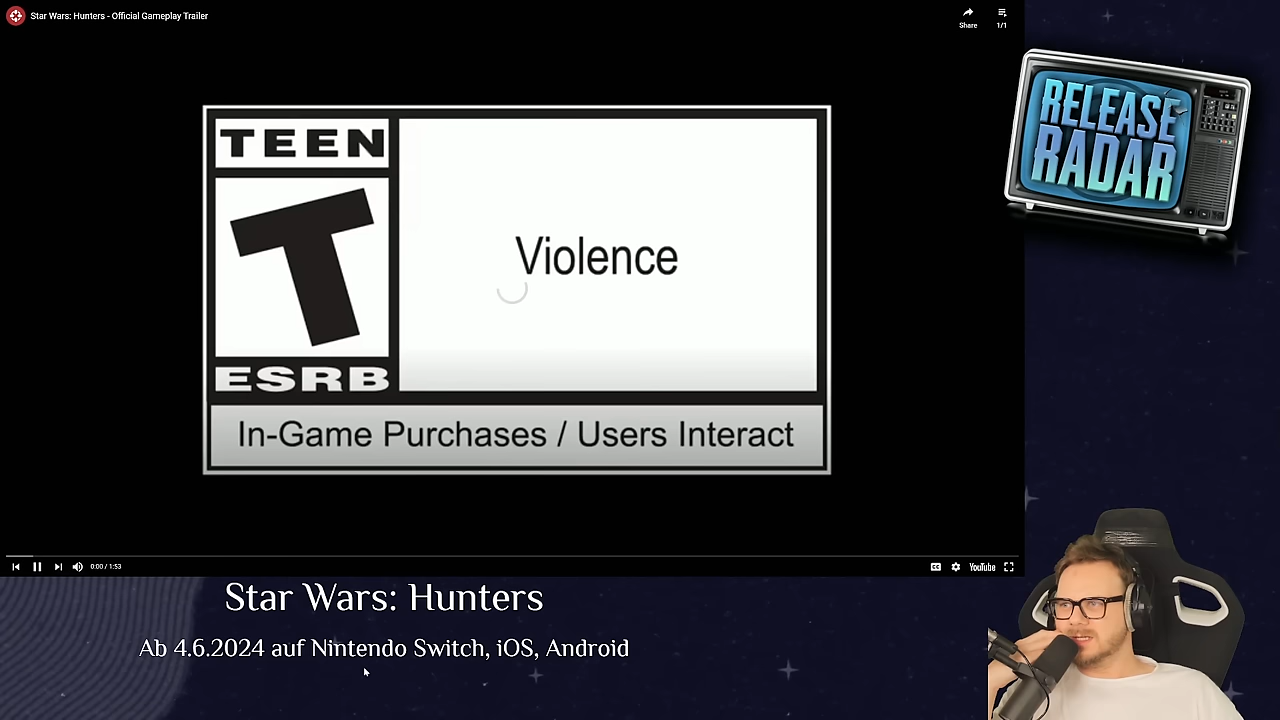 Star Wars: Hunters - Official Gameplay Trailer
Share
1/1
RELEASE
RADAR
TEEN
T
ESRB
Violence
In-Game Purchases / Users Interact
0:00 / 1:53
CC
YouTube
Star Wars: Hunters
Ab 4.6.2024 auf Nintendo Switch, iOS, Android